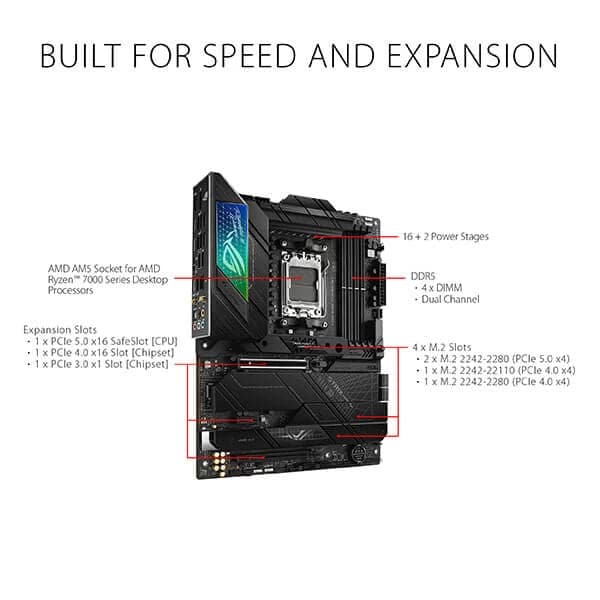 BUILT FOR SPEED AND EXPANSION
16 + 2 Power Stages
AMD AM5 Socket for AMD
Ryzen™ 7000 Series Desktop
Processors
DDR5
• 4 x DIMM
• Dual Channel
Expansion Slots
• 1 x PCIe 5.0 x16 SafeSlot [CPU]
• 1 x PCIe 4.0 x16 Slot [Chipset]
• 1 x PCIe 3.0 x1 Slot [Chipset]
4 x M.2 Slots
• 2 x M.2 2242-2280 (PCIe 5.0 x4)
• 1 x M.2 2242-22110 (PCIe 4.0 x4)
• 1 x M.2 2242-2280 (PCIe 4.0 x4)